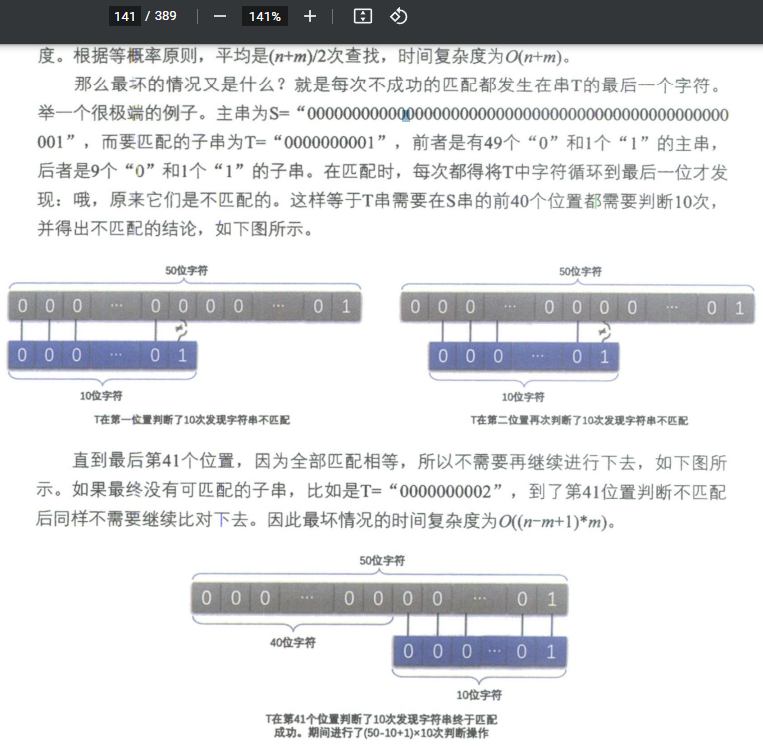 141 / 389 — 141% +
度。根据等概率原则，平均是(n+m)/2次查找，时间复杂度为O(n+m)。
那么最坏的情况又是什么？就是每次不成功的匹配都发生在串T的最后一个字符。
举一个很极端的例子。主串为S=“00000000000000000000000000000000000000000000000
001”，而要匹配的子串为T=“0000000001”，前者是有49个“0”和1个“1”的主串，
后者是9个“0”和1个“1”的子串。在匹配时，每次都得将T中字符循环到最后一位才发
现：哦，原来它们是不匹配的。这样等于T串需要在S串的前40个位置都需要判断10次，
并得出不匹配的结论，如下图所示。
50位字符
0 0 0 ··· 0 0 0 0 ··· 0 1
≠
0 0 0 ··· 0 1
10位字符
T在第一位置判断了10次发现字符串不匹配
50位字符
0 0 0 ··· 0 0 0 0 ··· 0 1
≠
0 0 0 ··· 0 1
10位字符
T在第二位置再次判断了10次发现字符串不匹配
直到最后第41个位置，因为全部匹配相等，所以不需要再继续进行下去，如下图所
示。如果最终没有可匹配的子串，比如是T=“0000000002”，到了第41位置判断不匹配
后同样不需要继续比对下去。因此最坏情况的时间复杂度为O((n-m+1)*m)。
50位字符
0 0 0 ··· 0 0 0 0 ··· 0 1
40位字符
0 0 0 ··· 0 1
10位字符
T在第41个位置判断了10次发现字符串终于匹配
成功。期间进行了(50-10+1)×10次判断操作